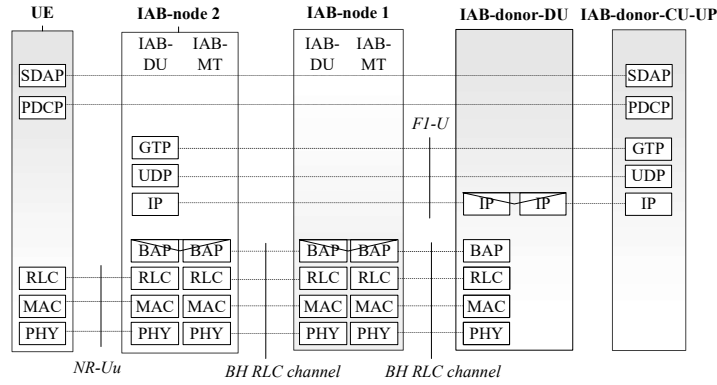 UE IAB-node 2 IAB-node 1 IAB-donor-DU IAB-donor-CU-UP
IAB- IAB- IAB- IAB-
DU MT DU MT
SDAP SDAP
PDCP PDCP
F1-U
GTP GTP
UDP UDP
IP IP IP IP
BAP BAP BAP BAP BAP
RLC RLC RLC RLC RLC RLC
MAC MAC MAC MAC MAC MAC
PHY PHY PHY PHY PHY PHY
NR-Uu BH RLC channel BH RLC channel